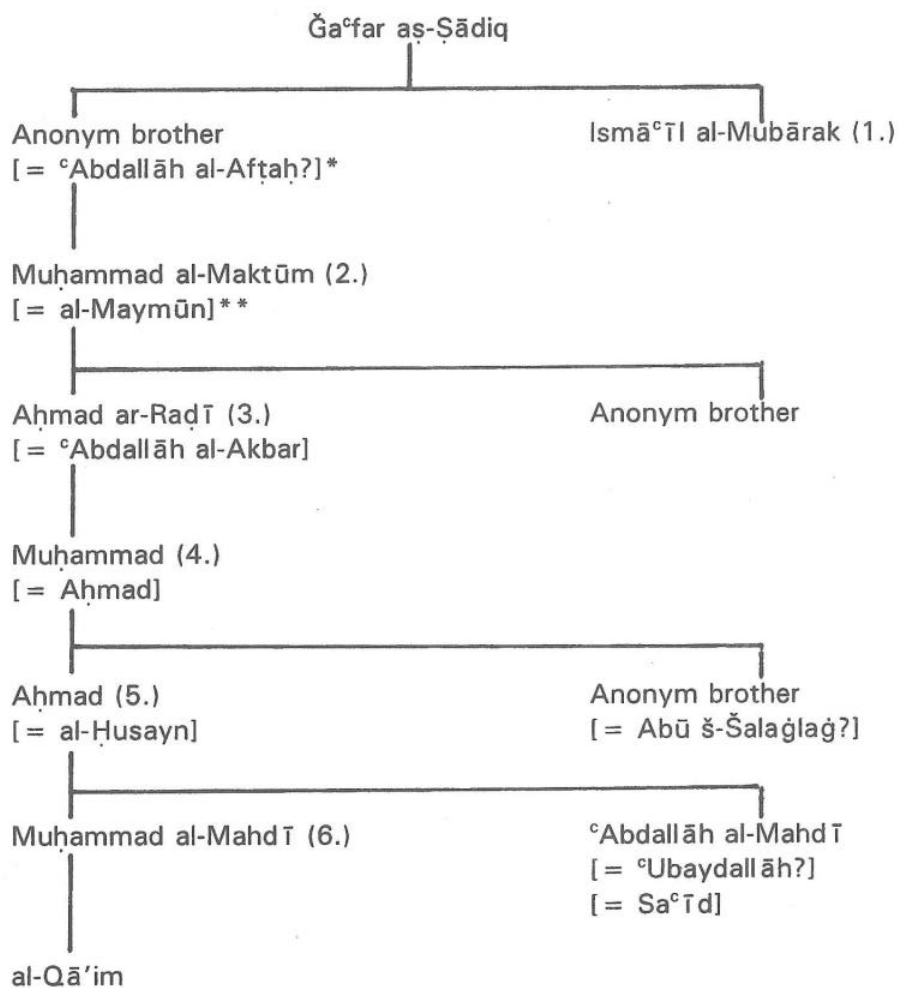 Ǧaᶜfar aṣ-Ṣādiq
Anonym brother
[= ᶜAbdallāh al-Afṭaḥ?]*
Ismāᶜīl al-Mubārak (1.)
Muḥammad al-Maktūm (2.)
[= al-Maymūn]**
Aḥmad ar-Raḍī (3.)
[= ᶜAbdallāh al-Akbar]
Anonym brother
Muḥammad (4.)
[= Aḥmad]
Aḥmad (5.)
[= al-Ḥusayn]
Anonym brother
[= Abū š-Šalaġlaġ?]
Muḥammad al-Mahdī (6.)
ᶜAbdallāh al-Mahdī
[= ᶜUbaydallāh?]
[= Saᶜīd]
al-Qā'im